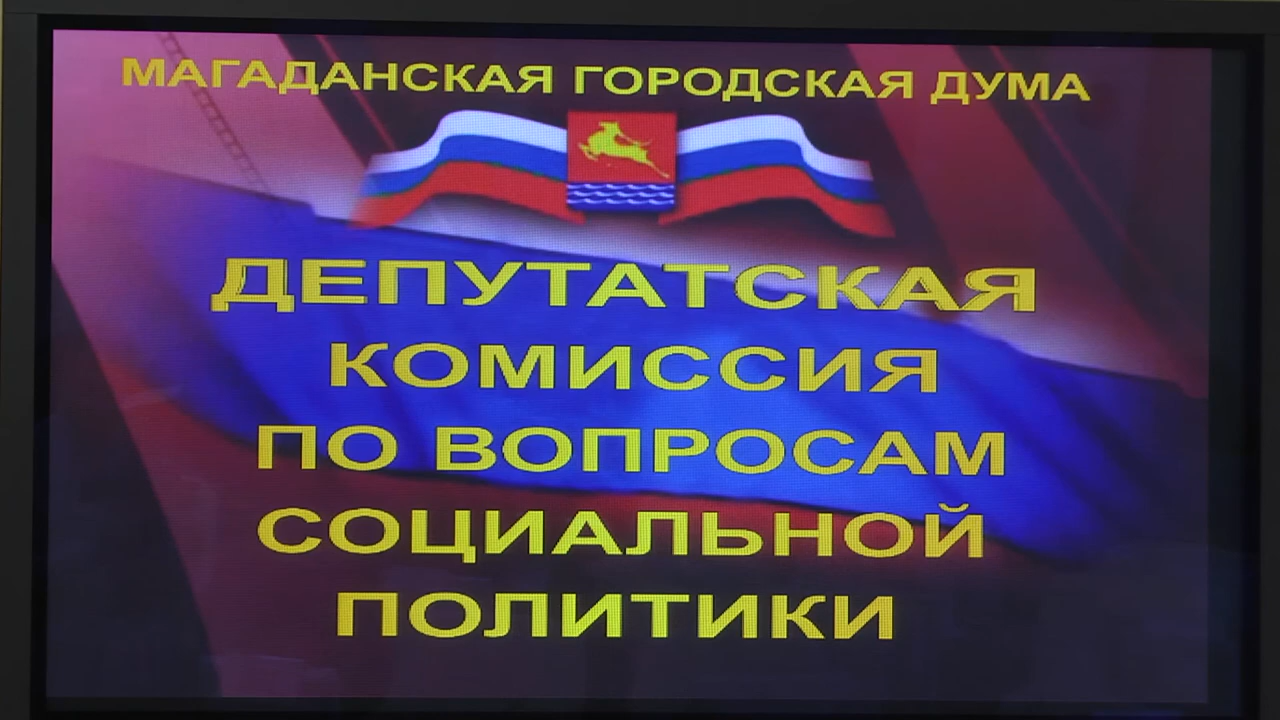 МАГАДАНСКАЯ ГОРОДСКАЯ ДУМА
ДЕПУТАТСКАЯ
КОМИССИЯ
ПО ВОПРОСАМ
СОЦИАЛЬНОЙ
ПОЛИТИКИ